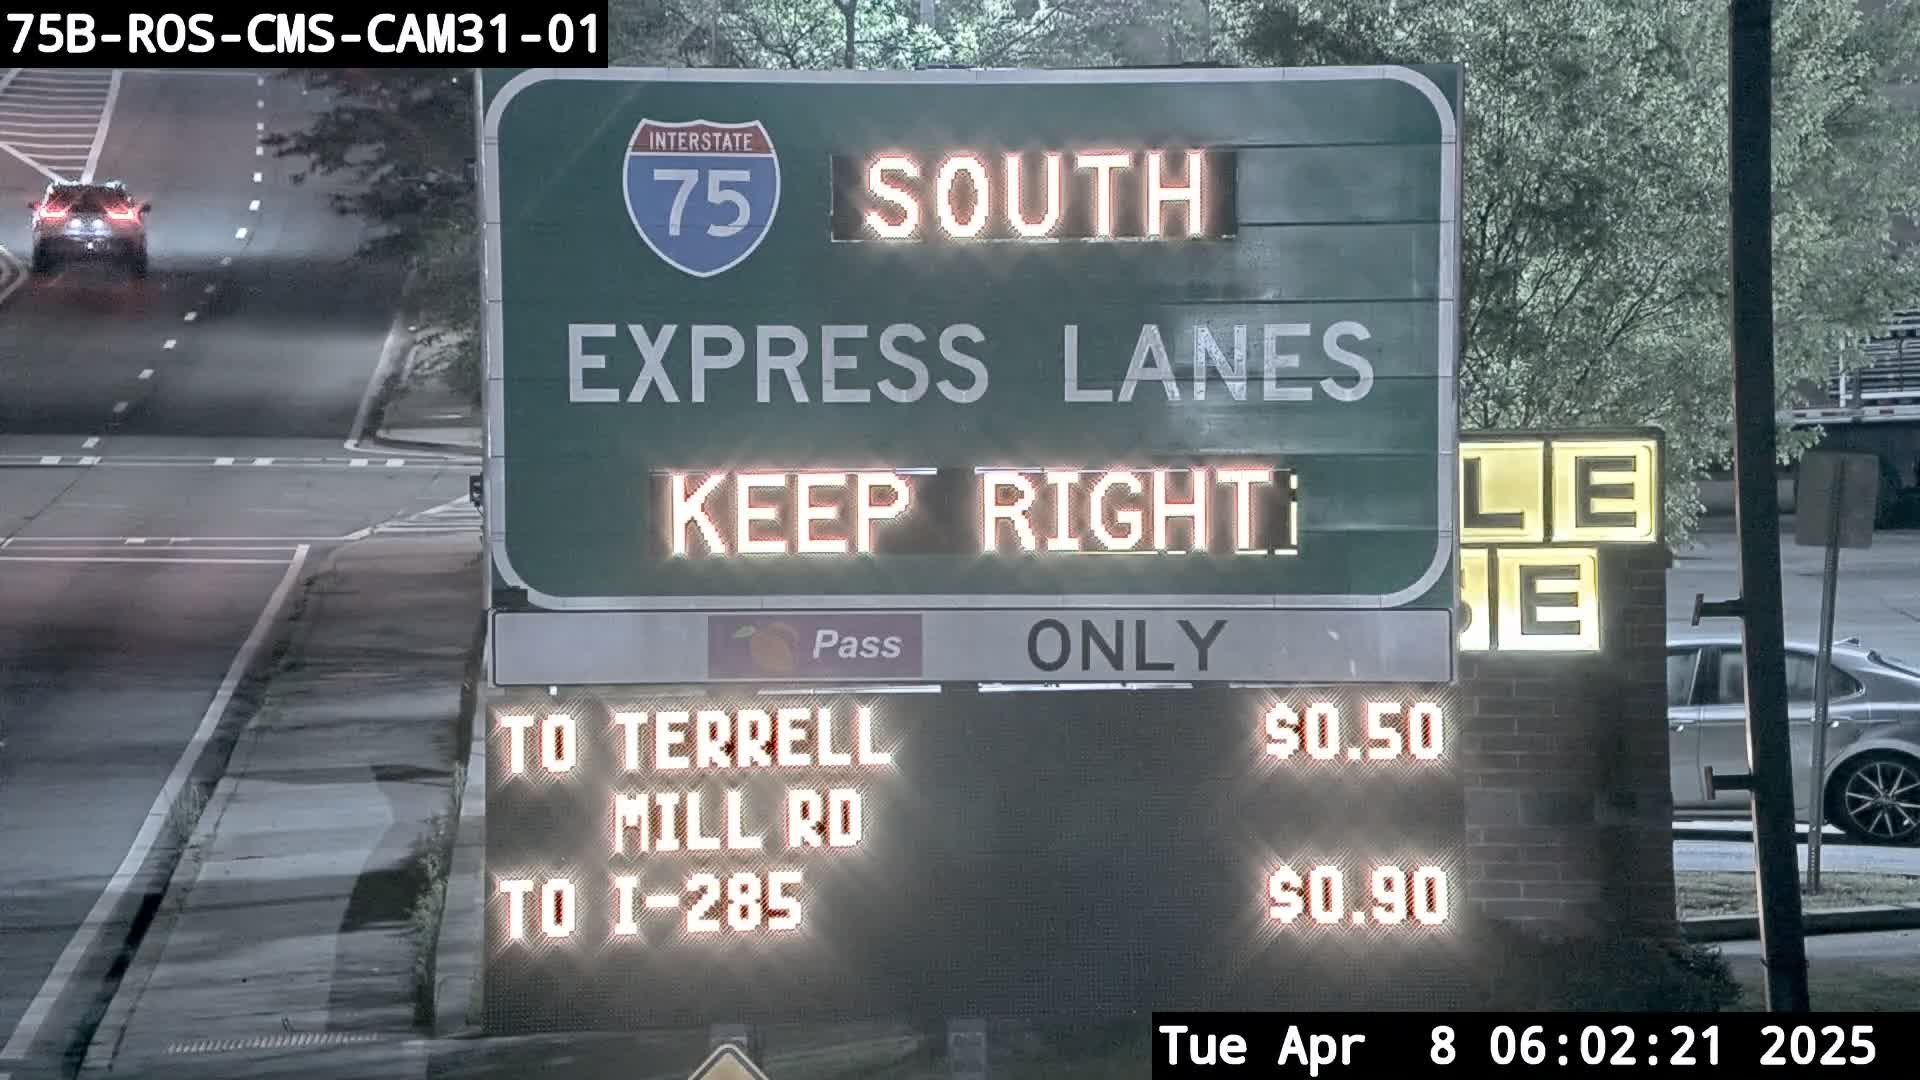 75B-ROS-CMS-CAM31-01
INTERSTATE
75
SOUTH
EXPRESS LANES
KEEP RIGHT
Pass ONLY
TO TERRELL $0.50
MILL RD
TO I-285 $0.90
LE
E
Tue Apr 8 06:02:21 2025